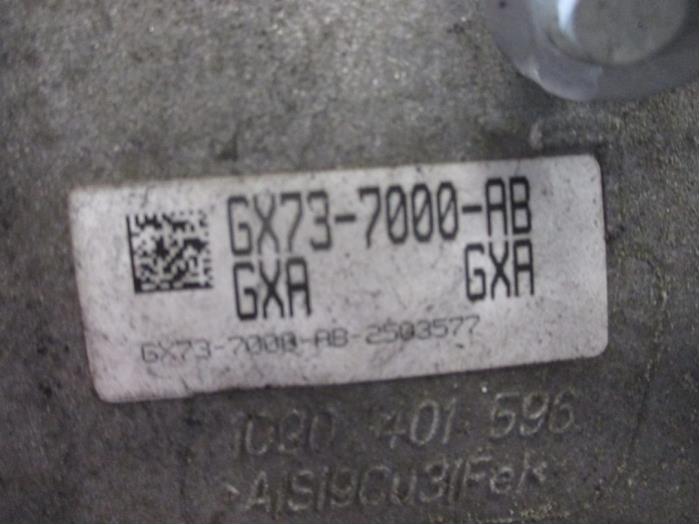 GX73-7000-AB
GXA GXA
GX73-7000-AB-2503577
1090 401 596
>AlSi9Cu3(Fe)<